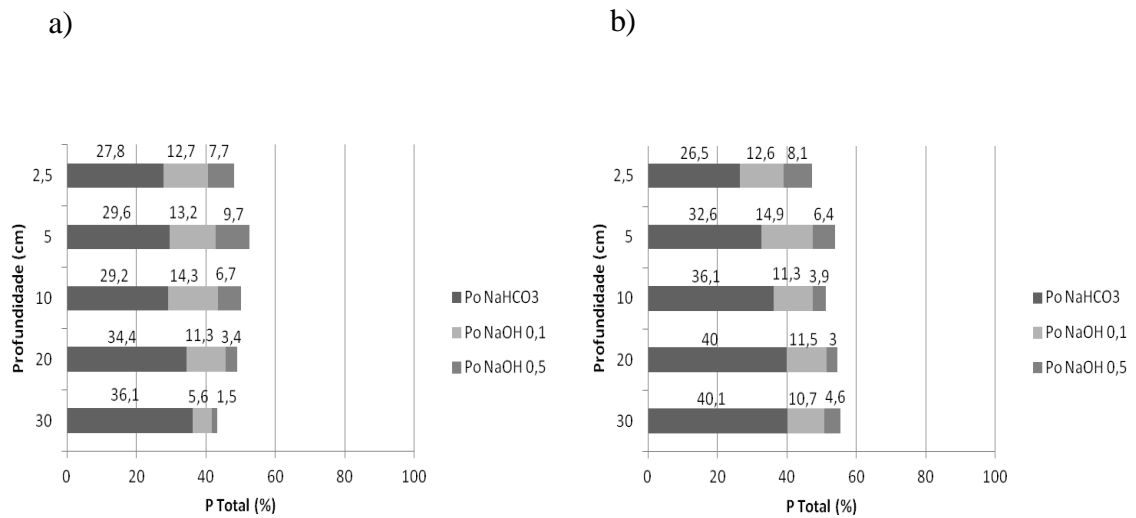 a)
27,8 12,7 7,7
2,5
29,6 13,2 9,7
5
29,2 14,3 6,7
10
34,4 11,3 3,4
20
36,1 5,6 1,5
30
0 20 40 60 80 100
P Total (%)
Profundidade (cm)
Po NaHCO3
Po NaOH 0,1
Po NaOH 0,5
b)
26,5 12,6 8,1
2,5
32,6 14,9 6,4
5
36,1 11,3 3,9
10
40 11,5 3
20
40,1 10,7 4,6
30
0 20 40 60 80 100
P Total (%)
Profundidade (cm)
Po NaHCO3
Po NaOH 0,1
Po NaOH 0,5